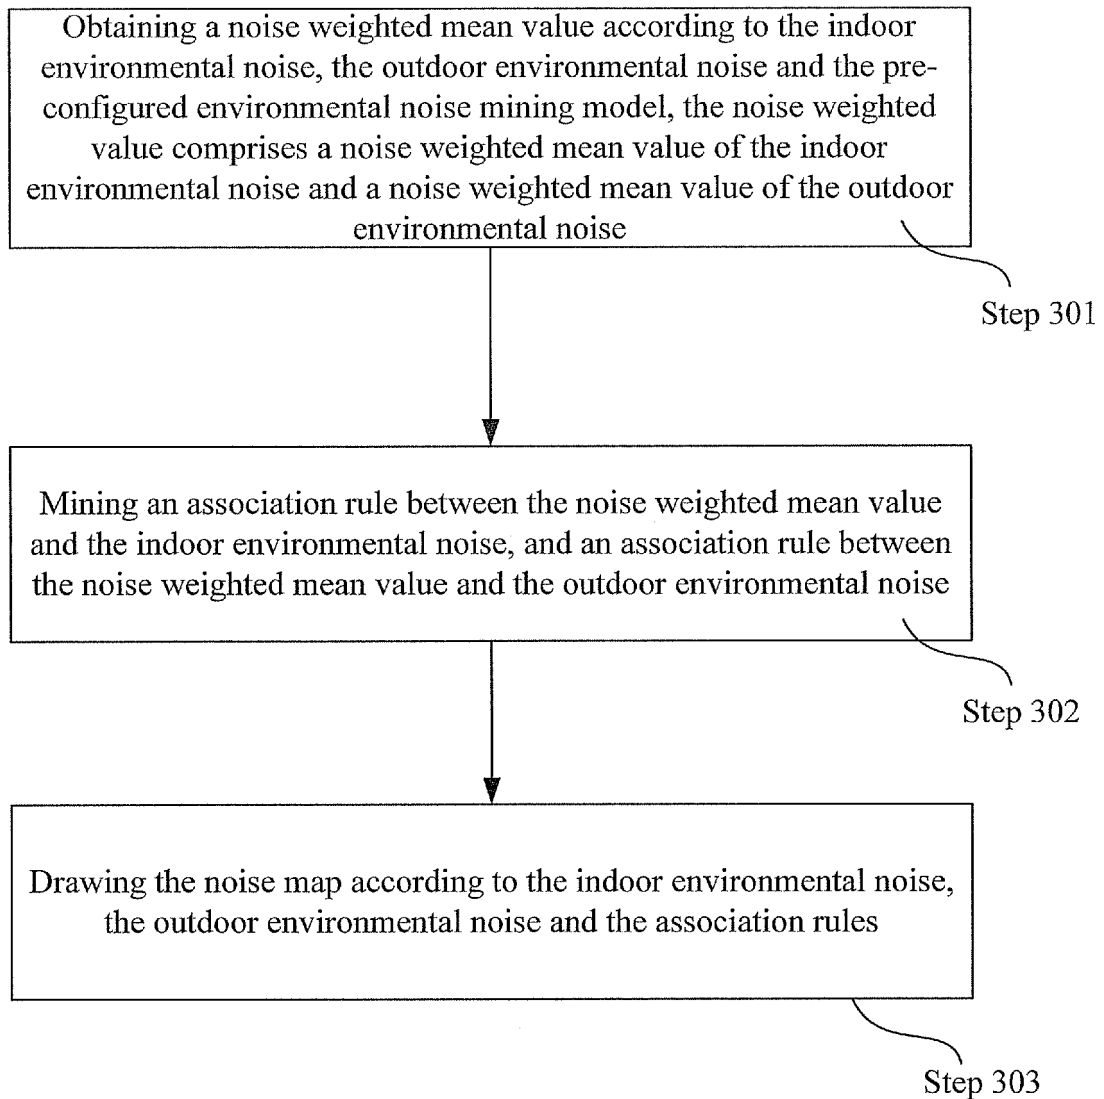 Obtaining a noise weighted mean value according to the indoor
environmental noise, the outdoor environmental noise and the pre-
configured environmental noise mining model, the noise weighted
value comprises a noise weighted mean value of the indoor
environmental noise and a noise weighted mean value of the outdoor
environmental noise
Step 301
Mining an association rule between the noise weighted mean value
and the indoor environmental noise, and an association rule between
the noise weighted mean value and the outdoor environmental noise
Step 302
Drawing the noise map according to the indoor environmental noise,
the outdoor environmental noise and the association rules
Step 303